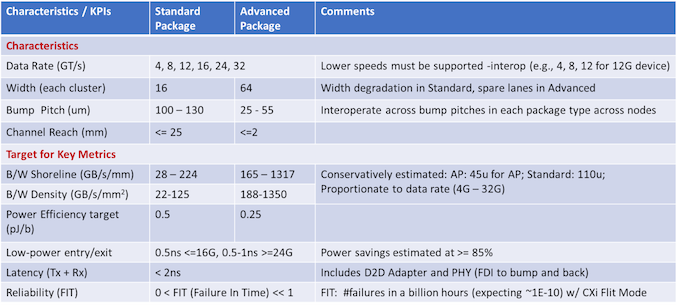 Characteristics / KPIs Standard Package Advanced Package Comments
Characteristics
Data Rate (GT/s) 4, 8, 12, 16, 24, 32 Lower speeds must be supported -interop (e.g., 4, 8, 12 for 12G device)
Width (each cluster) 16 64 Width degradation in Standard, spare lanes in Advanced
Bump Pitch (um) 100 – 130 25 - 55 Interoperate across bump pitches in each package type across nodes
Channel Reach (mm) <= 25 <=2
Target for Key Metrics
B/W Shoreline (GB/s/mm) 28 – 224 165 – 1317 Conservatively estimated: AP: 45u for AP; Standard: 110u;
Proportionate to data rate (4G – 32G)
B/W Density (GB/s/mm²) 22-125 188-1350
Power Efficiency target (pJ/b) 0.5 0.25
Low-power entry/exit 0.5ns <=16G, 0.5-1ns >=24G Power savings estimated at >= 85%
Latency (Tx + Rx) < 2ns Includes D2D Adapter and PHY (FDI to bump and back)
Reliability (FIT) 0 < FIT (Failure In Time) << 1 FIT: #failures in a billion hours (expecting ~1E-10) w/ CXi Flit Mode